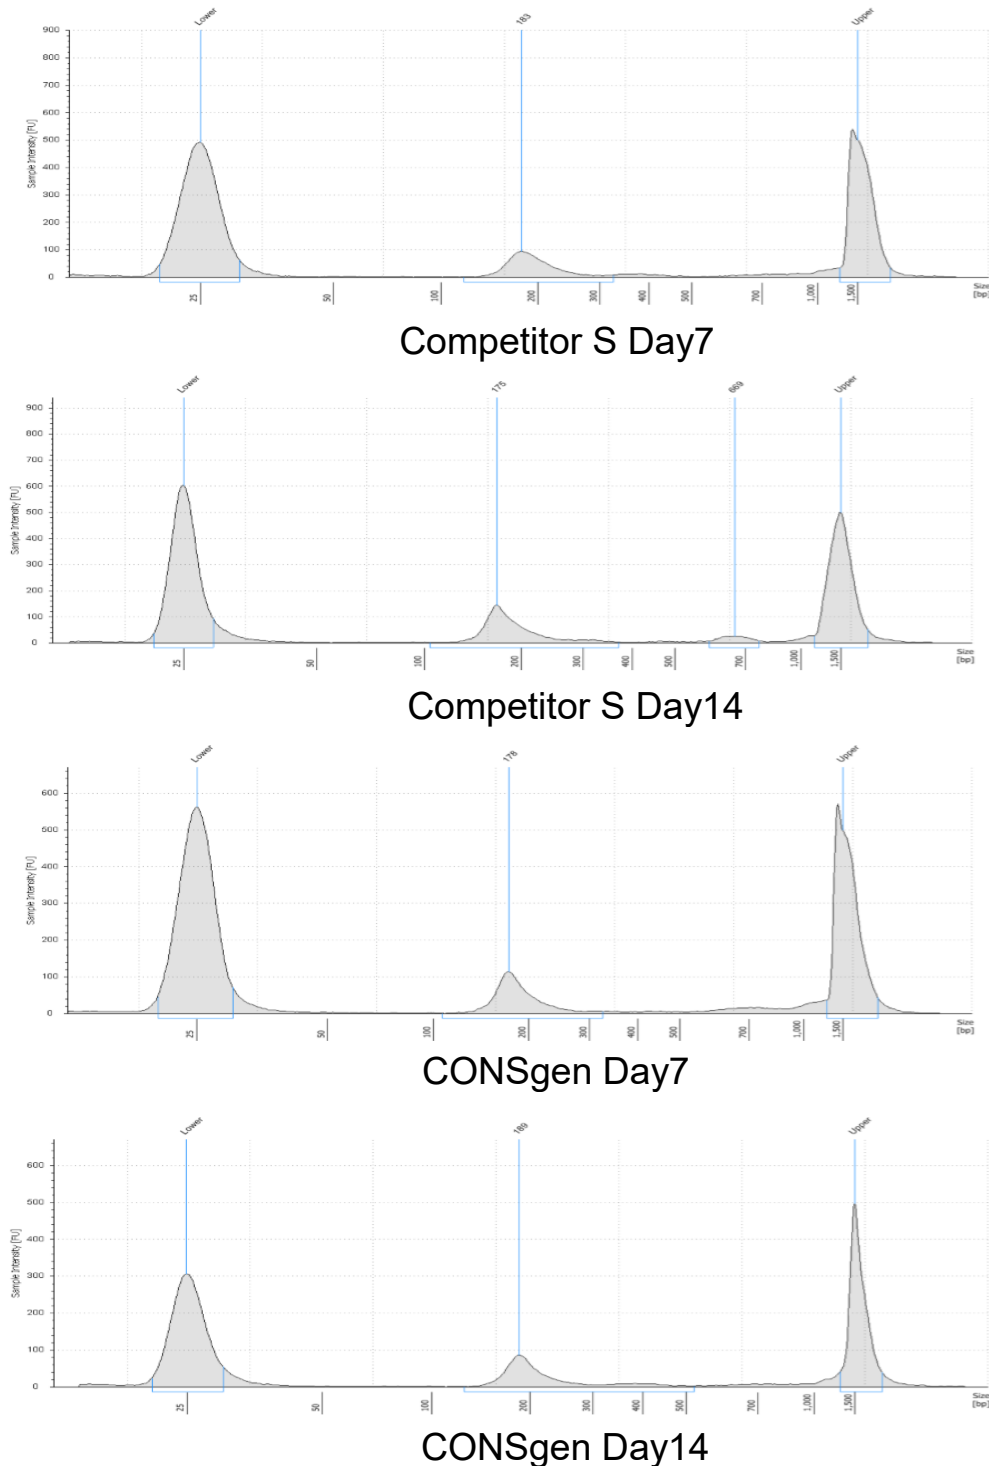 Lower 183 Upper
900
800
700
600
500
400
300
200
100
0
Sample Intensity [FU]
25 50 100 200 300 400 500 700 1,000 1,500 Size [bp]
Competitor S Day7
Lower 175 669 Upper
900
800
700
600
500
400
300
200
100
0
Sample Intensity [FU]
25 50 100 200 300 400 500 700 1,000 1,500 Size [bp]
Competitor S Day14
Lower 178 Upper
600
500
400
300
200
100
0
Sample Intensity [FU]
25 50 100 200 300 400 500 700 1,000 1,500 Size [bp]
CONSgen Day7
Lower 189 Upper
600
500
400
300
200
100
0
Sample Intensity [FU]
25 50 100 200 300 400 500 700 1,000 1,500 Size [bp]
CONSgen Day14